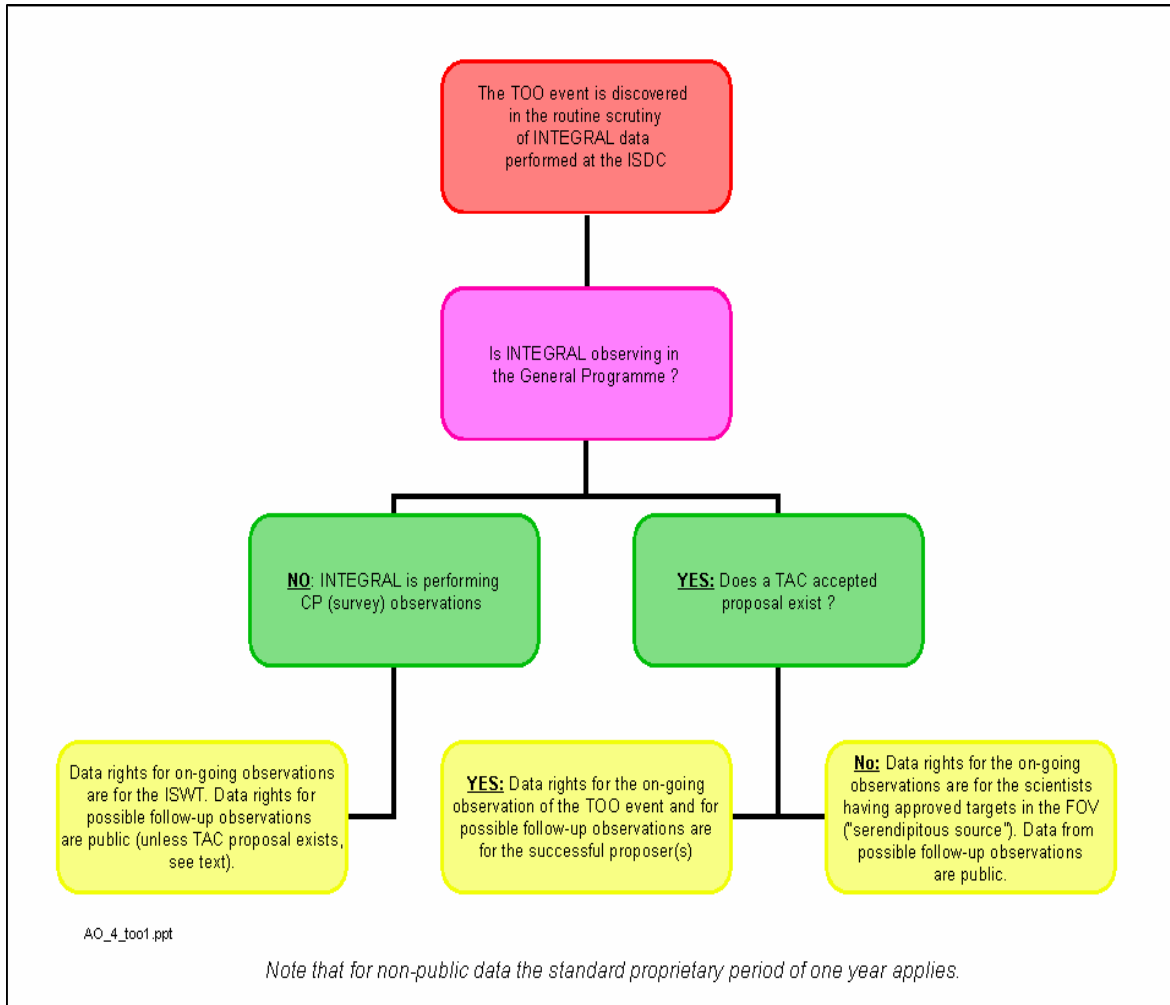 The TOO event is discovered
in the routine scrutiny
of INTEGRAL data
performed at the ISDC
Is INTEGRAL observing in
the General Programme ?
NO: INTEGRAL is performing
CP (survey) observations
YES: Does a TAC accepted
proposal exist ?
Data rights for on-going observations
are for the ISWT. Data rights for
possible follow-up observations
are public (unless TAC proposal exists,
see text).
YES: Data rights for the on-going
observation of the TOO event and for
possible follow-up observations are
for the successful proposer(s)
No: Data rights for the on-going
observations are for the scientists
having approved targets in the FOV
("serendipitous source"). Data from
possible follow-up observations
are public.
AO_4_too1.ppt
Note that for non-public data the standard proprietary period of one year applies.